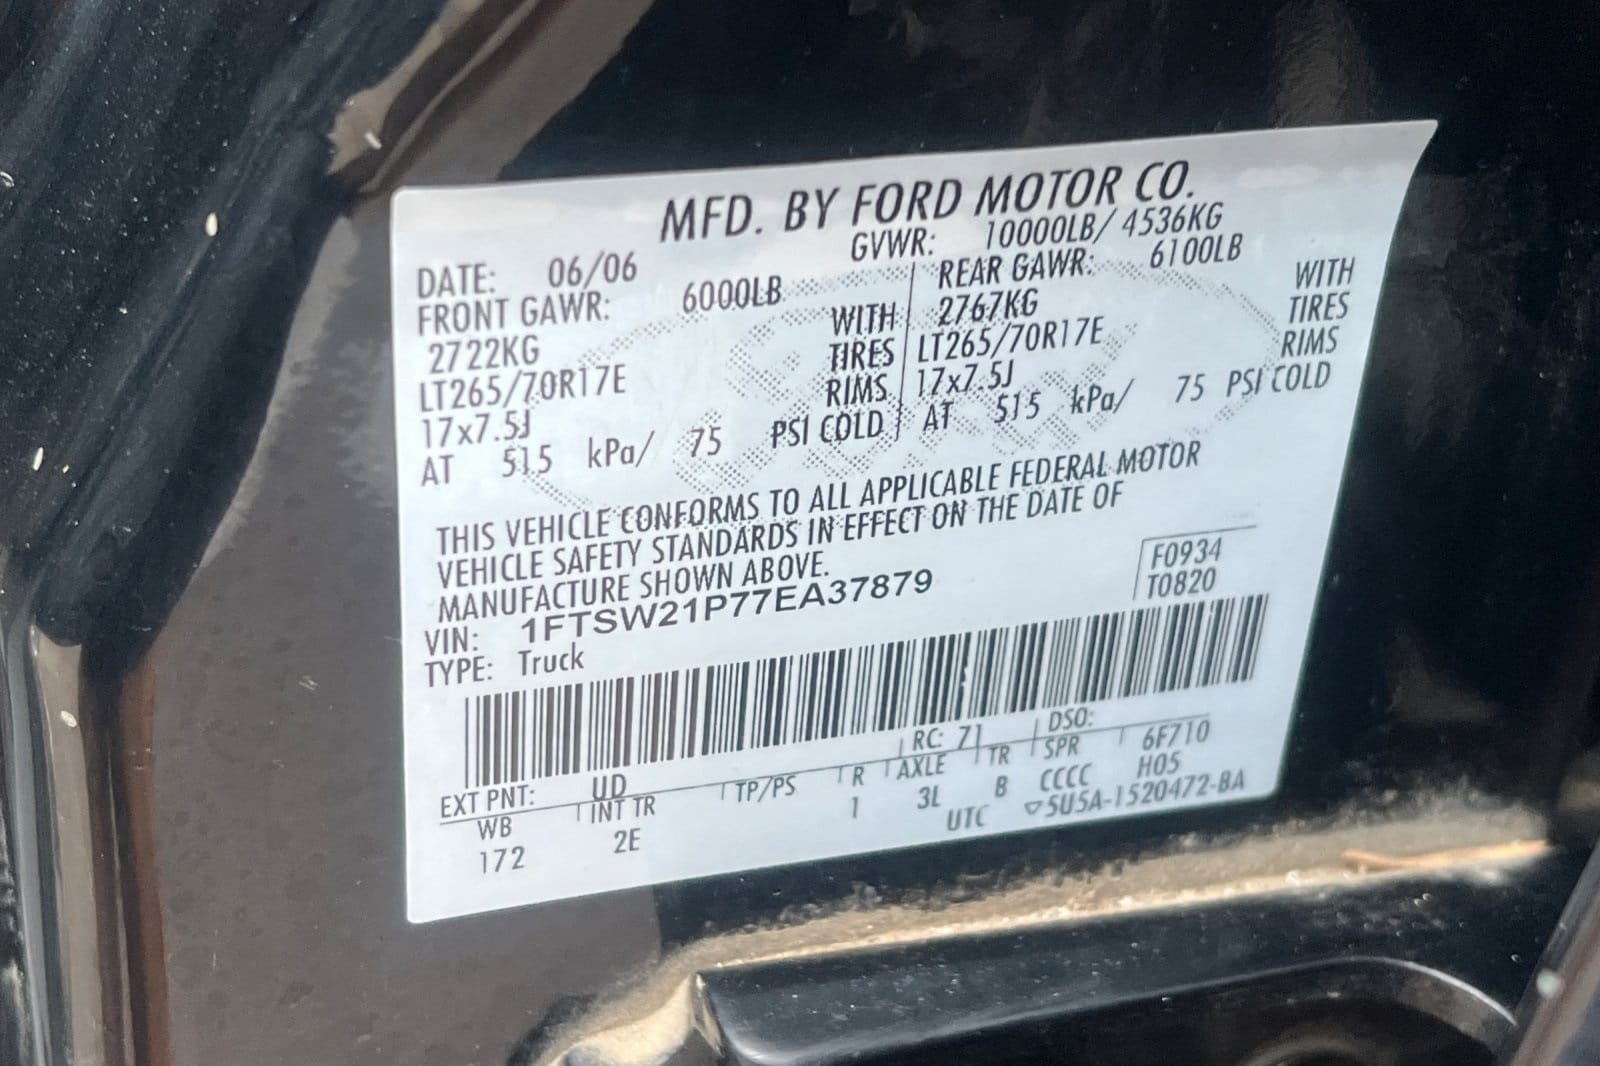 MFD. BY FORD MOTOR CO.
DATE: 06/06 GVWR: 10000LB/ 4536KG
FRONT GAWR: 6000LB REAR GAWR: 6100LB
2722KG WITH 2767KG WITH
LT265/70R17E TIRES LT265/70R17E TIRES
17x7.5J RIMS 17x7.5J RIMS
AT 515 kPa/ 75 PSI COLD AT 515 kPa/ 75 PSI COLD
THIS VEHICLE CONFORMS TO ALL APPLICABLE FEDERAL MOTOR
VEHICLE SAFETY STANDARDS IN EFFECT ON THE DATE OF
MANUFACTURE SHOWN ABOVE.
F0934
VIN: 1FTSW21P77EA37879
T0820
TYPE: Truck
EXT PNT: UD RC: 71 DSO:
WB INT TR TP/PS R AXLE TR SPR 6F710
172 2E 1 3L B CCCC H05
UTC ▽5U5A-1520472-BA